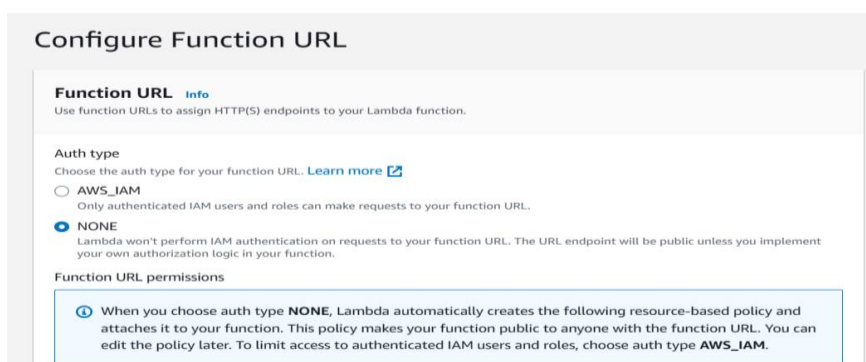 Configure Function URL
Function URL Info
Use function URLs to assign HTTP(S) endpoints to your Lambda function.
Auth type
Choose the auth type for your function URL. Learn more
AWS_IAM
Only authenticated IAM users and roles can make requests to your function URL.
NONE
Lambda won't perform IAM authentication on requests to your function URL. The URL endpoint will be public unless you implement
your own authorization logic in your function.
Function URL permissions
When you choose auth type NONE, Lambda automatically creates the following resource-based policy and
attaches it to your function. This policy makes your function public to anyone with the function URL. You can
edit the policy later. To limit access to authenticated IAM users and roles, choose auth type AWS_IAM.